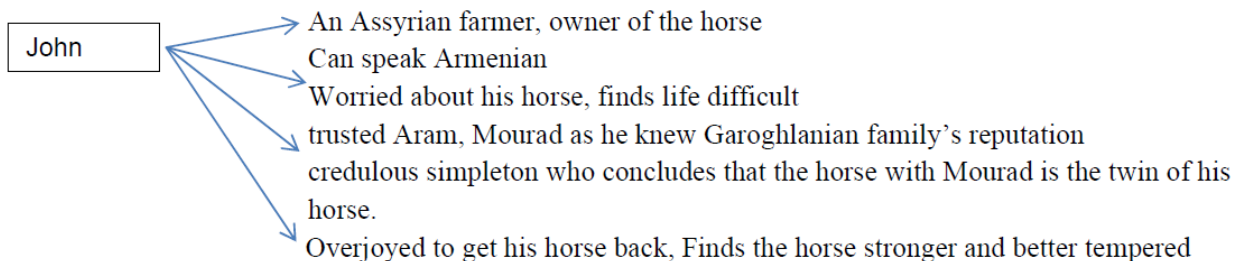 John
An Assyrian farmer, owner of the horse
Can speak Armenian
Worried about his horse, finds life difficult
trusted Aram, Mourad as he knew Garoghlanian family’s reputation
credulous simpleton who concludes that the horse with Mourad is the twin of his
horse.
Overjoyed to get his horse back, Finds the horse stronger and better tempered